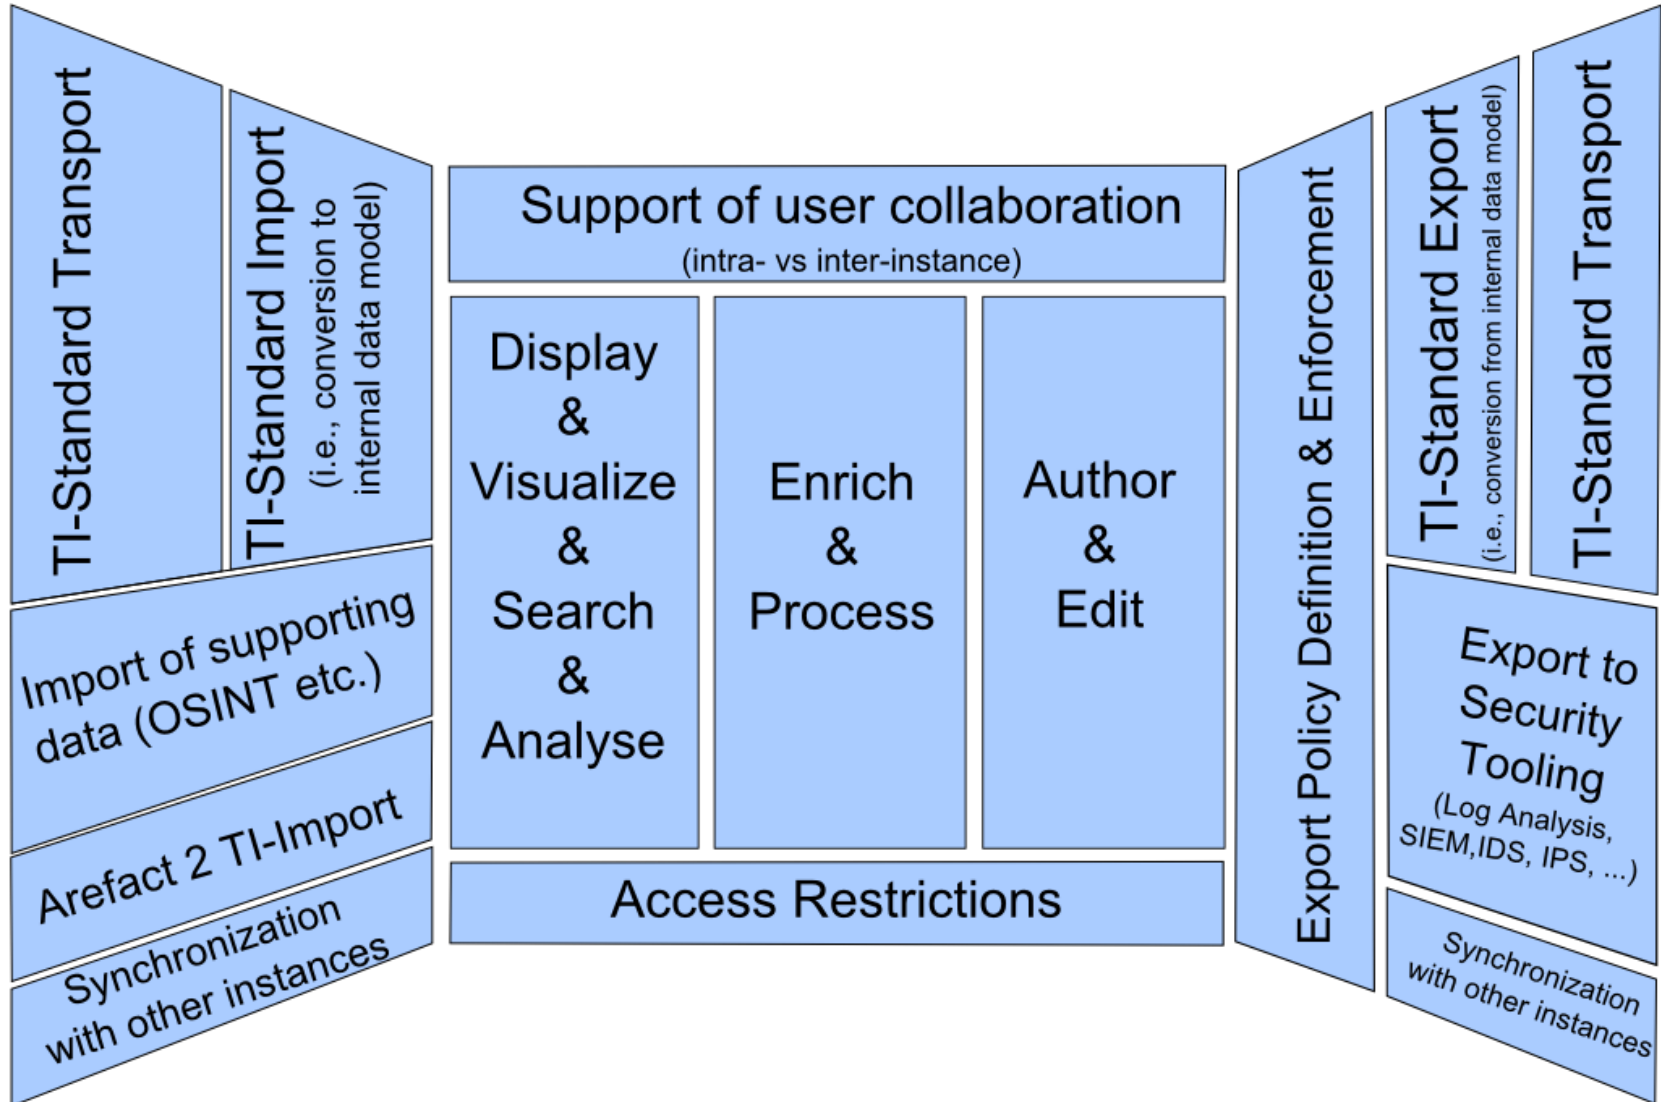 TI-Standard Transport
TI-Standard Import
(i.e., conversion to
internal data model)
Import of supporting
data (OSINT etc.)
Arefact 2 TI-Import
Synchronization
with other instances
Support of user collaboration
(intra- vs inter-instance)
Display
&
Visualize
&
Search
&
Analyse
Enrich
&
Process
Author
&
Edit
Access Restrictions
Export Policy Definition & Enforcement
TI-Standard Export
(i.e., conversion from internal data model)
TI-Standard Transport
Export to
Security
Tooling
(Log Analysis,
SIEM,IDS, IPS, ...)
Synchronization
with other instances